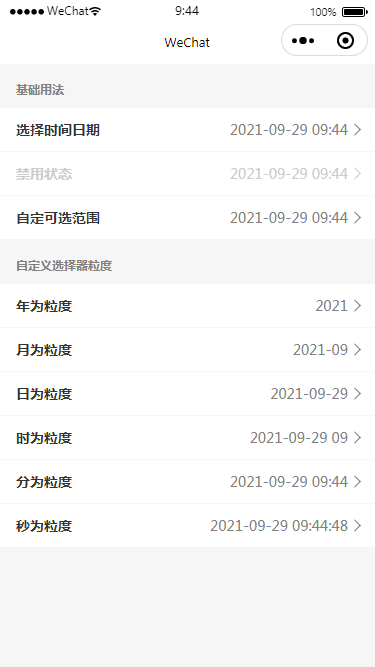 WeChat 9:44 100%
WeChat
基础用法
选择时间日期 2021-09-29 09:44
禁用状态 2021-09-29 09:44
自定可选范围 2021-09-29 09:44
自定义选择器粒度
年为粒度 2021
月为粒度 2021-09
日为粒度 2021-09-29
时为粒度 2021-09-29 09
分为粒度 2021-09-29 09:44
秒为粒度 2021-09-29 09:44:48